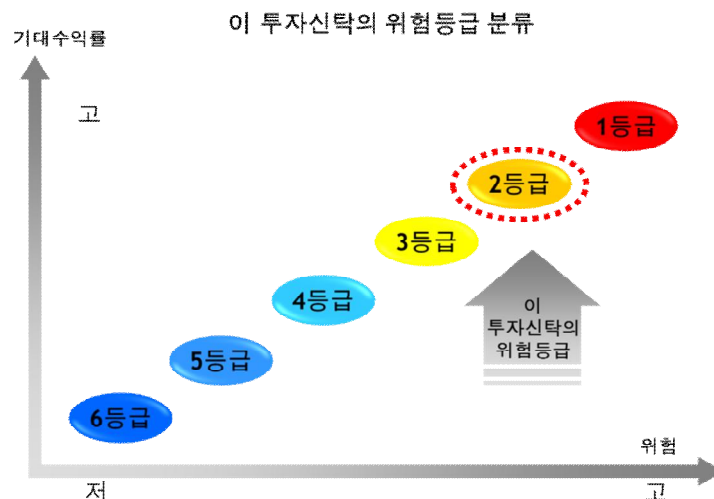 이 투자신탁의 위험등급 분류
기대수익률
고
1등급
2등급
3등급
4등급
이
투자신탁의
위험등급
5등급
6등급
위험
저
고